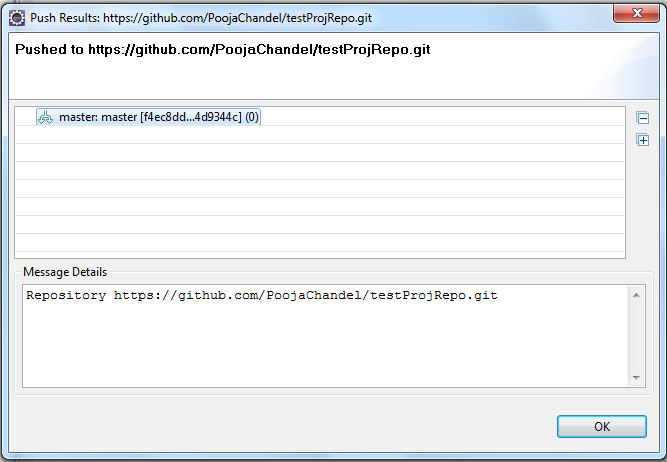 Push Results: https://github.com/PoojaChandel/testProjRepo.git
Pushed to https://github.com/PoojaChandel/testProjRepo.git
master: master [f4ec8dd...4d9344c] (0)
Message Details
Repository https://github.com/PoojaChandel/testProjRepo.git
OK